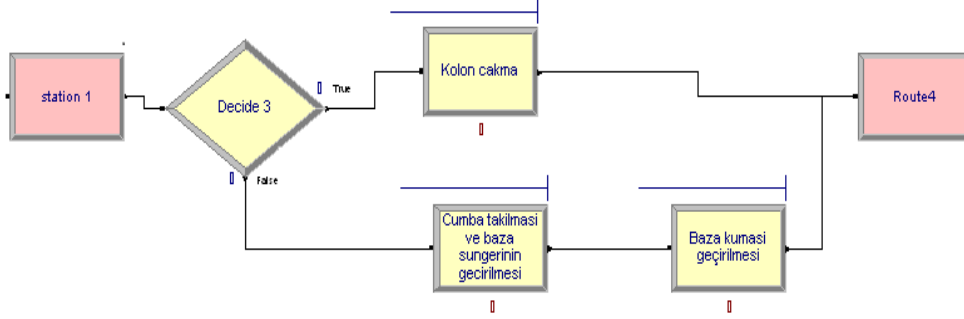 station 1
Decide 3
True
False
Kolon cakma
Cumba takilmasi
ve baza
sungerinin
gecirilmesi
Baza kumasi
geçirilmesi
Route4